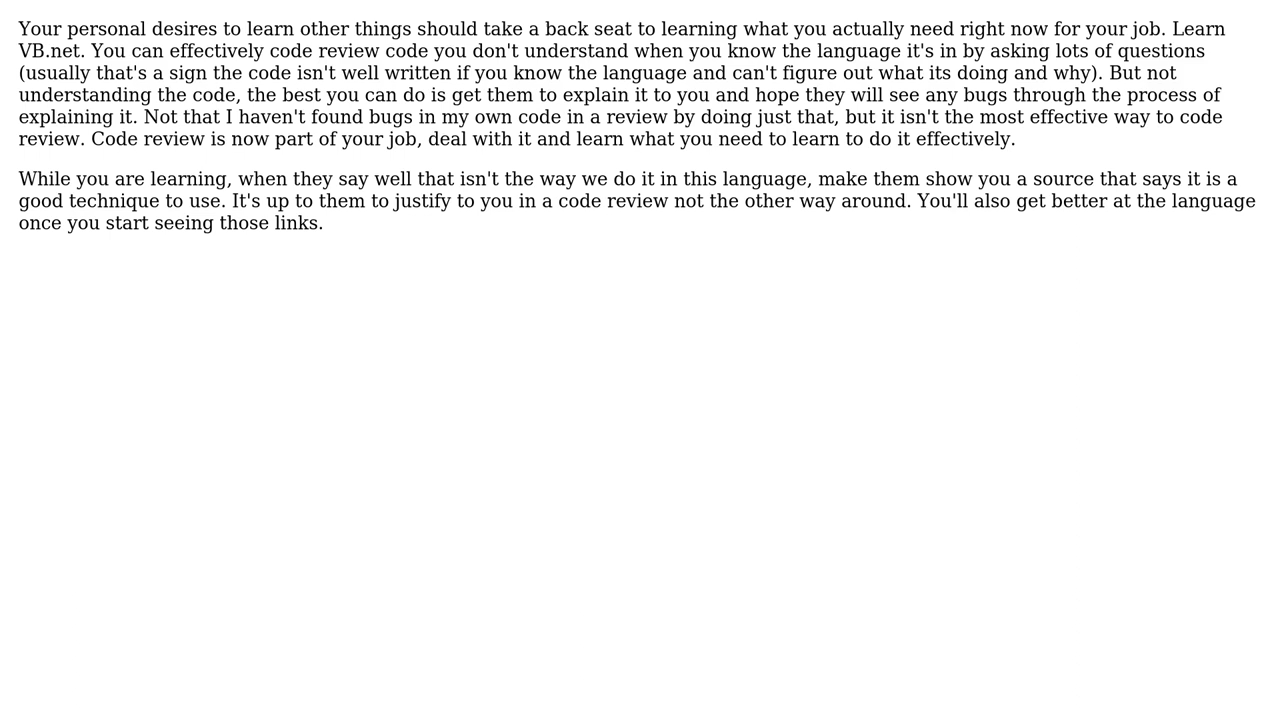 Your personal desires to learn other things should take a back seat to learning what you actually need right now for your job. Learn
VB.net. You can effectively code review code you don't understand when you know the language it's in by asking lots of questions
(usually that's a sign the code isn't well written if you know the language and can't figure out what its doing and why). But not
understanding the code, the best you can do is get them to explain it to you and hope they will see any bugs through the process of
explaining it. Not that I haven't found bugs in my own code in a review by doing just that, but it isn't the most effective way to code
review. Code review is now part of your job, deal with it and learn what you need to learn to do it effectively.
While you are learning, when they say well that isn't the way we do it in this language, make them show you a source that says it is a
good technique to use. It's up to them to justify to you in a code review not the other way around. You'll also get better at the language
once you start seeing those links.